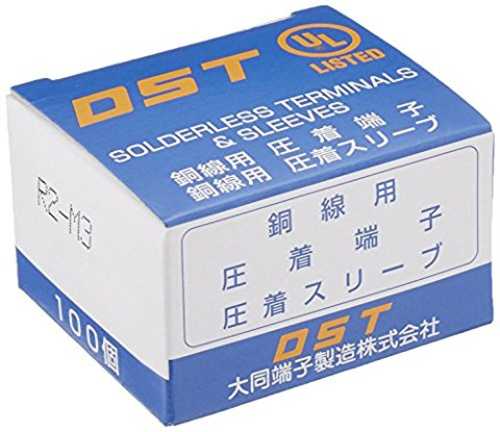 DST
UL
LISTED
SOLDERLESS TERMINALS
& SLEEVES
銅線用 圧着端子
銅線用 圧着スリーブ
銅線用
圧着端子
圧着スリーブ
DST
大同端子製造株式会社
R2-M3
100個